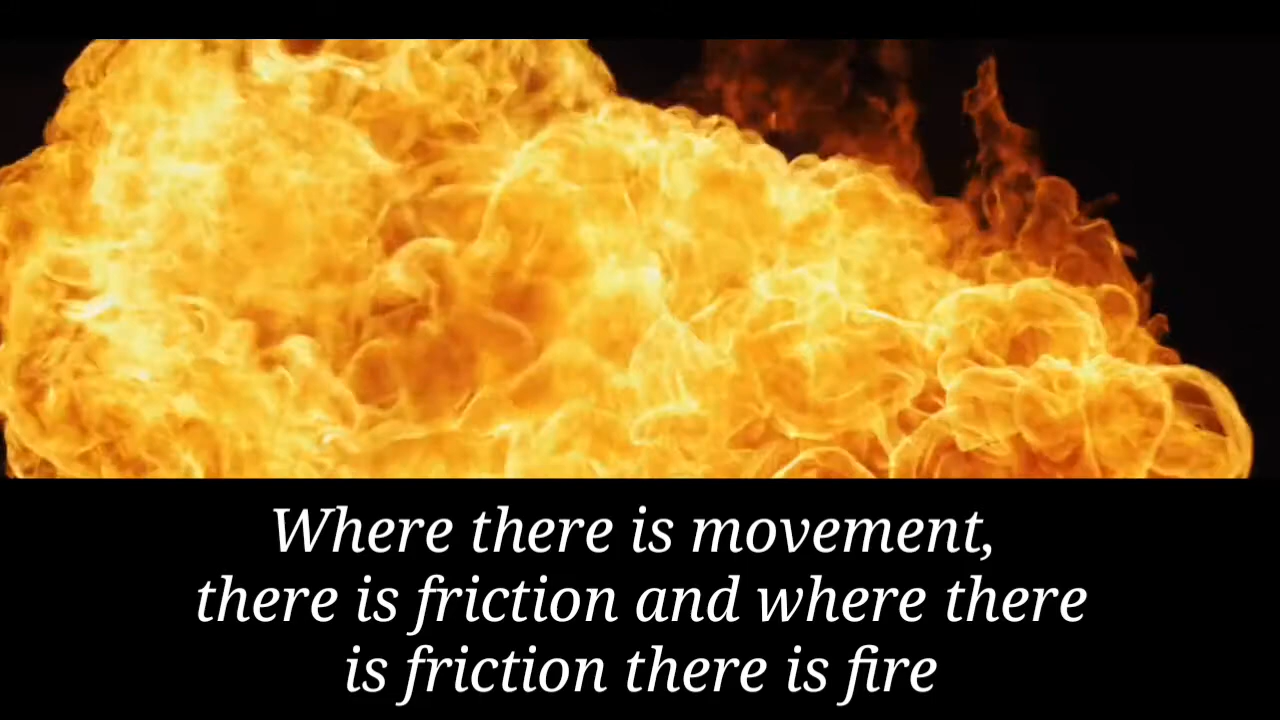 Where there is movement,
there is friction and where there
is friction there is fire